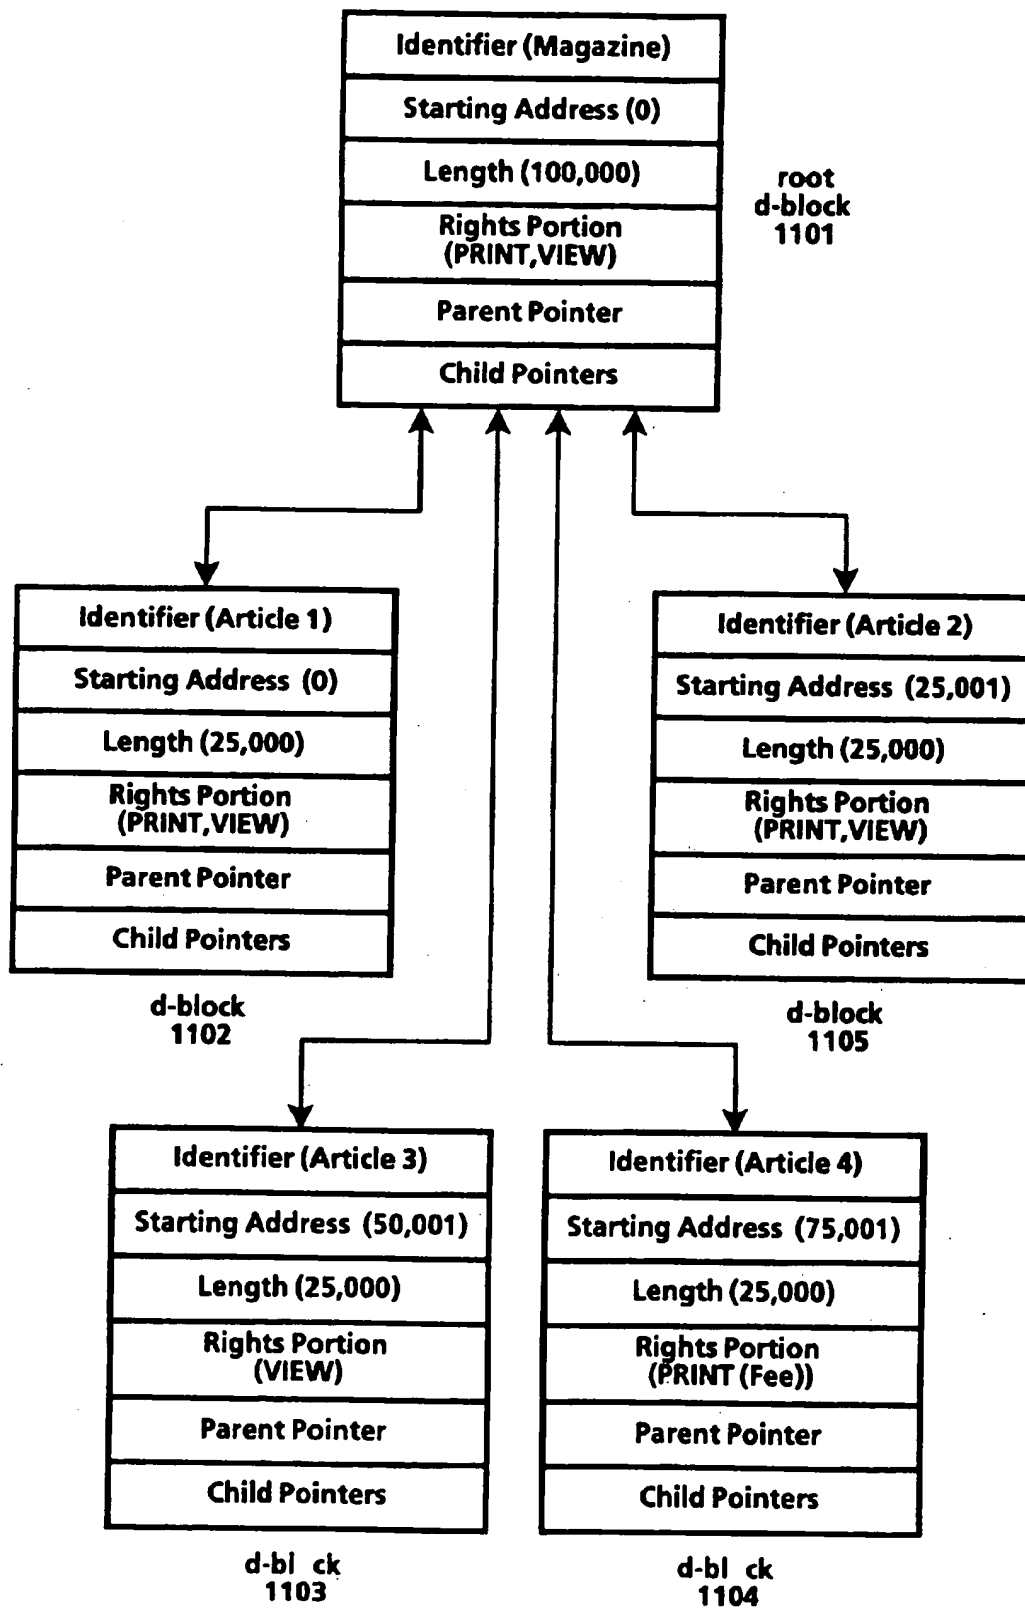 Identifier (Magazine)
Starting Address (0)
Length (100,000)
Rights Portion
(PRINT,VIEW)
Parent Pointer
Child Pointers
root
d-block
1101
Identifier (Article 1)
Starting Address (0)
Length (25,000)
Rights Portion
(PRINT,VIEW)
Parent Pointer
Child Pointers
d-block
1102
Identifier (Article 2)
Starting Address (25,001)
Length (25,000)
Rights Portion
(PRINT,VIEW)
Parent Pointer
Child Pointers
d-block
1105
Identifier (Article 3)
Starting Address (50,001)
Length (25,000)
Rights Portion
(VIEW)
Parent Pointer
Child Pointers
d-bl ck
1103
Identifier (Article 4)
Starting Address (75,001)
Length (25,000)
Rights Portion
(PRINT (Fee))
Parent Pointer
Child Pointers
d-bl ck
1104